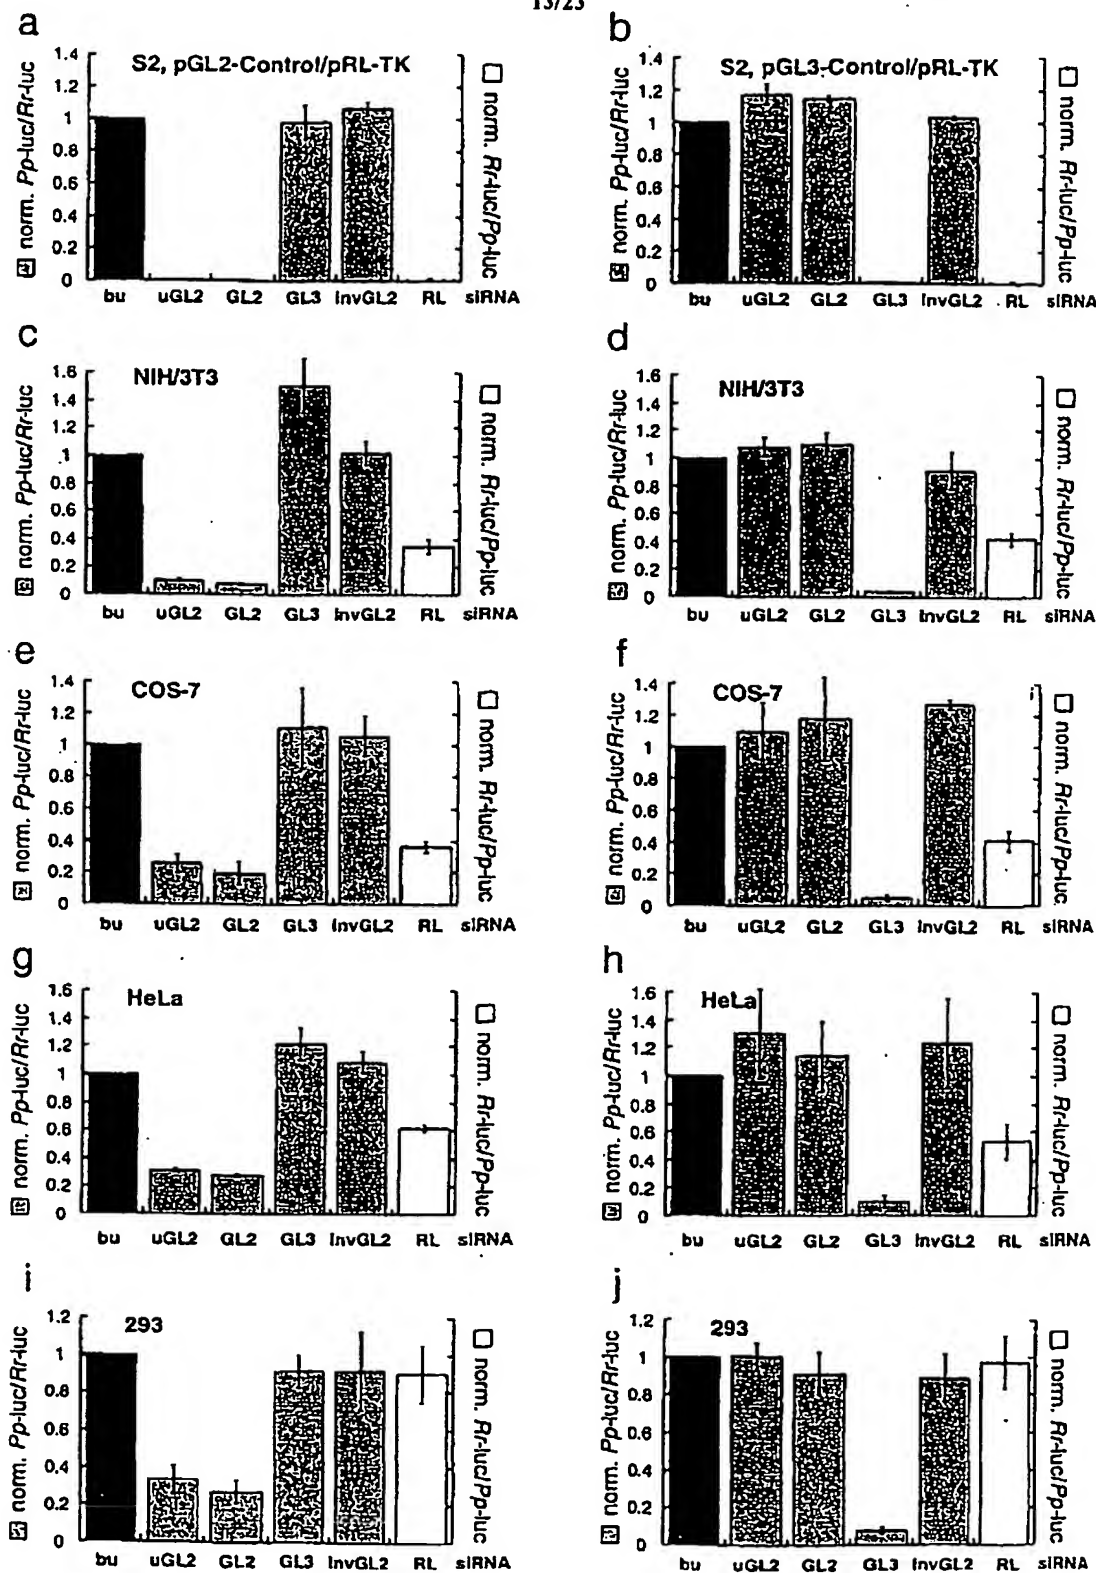 13/23
a
S2, pGL2-Control/pRL-TK
norm. Pp-luc/Rr-luc
1.4
1.2
1
0.8
0.6
0.4
0.2
0
norm. Rr-luc/Pp-luc
bu uGL2 GL2 GL3 InvGL2 RL siRNA
b
S2, pGL3-Control/pRL-TK
norm. Pp-luc/Rr-luc
1.4
1.2
1
0.8
0.6
0.4
0.2
0
norm. Rr-luc/Pp-luc
bu uGL2 GL2 GL3 InvGL2 RL siRNA
c
NIH/3T3
norm. Pp-luc/Rr-luc
1.6
1.4
1.2
1
0.8
0.6
0.4
0.2
0
norm. Rr-luc/Pp-luc
bu uGL2 GL2 GL3 InvGL2 RL siRNA
d
NIH/3T3
norm. Pp-luc/Rr-luc
1.6
1.4
1.2
1
0.8
0.6
0.4
0.2
0
norm. Rr-luc/Pp-luc
bu uGL2 GL2 GL3 InvGL2 RL siRNA
e
COS-7
norm. Pp-luc/Rr-luc
1.4
1.2
1
0.8
0.6
0.4
0.2
0
norm. Rr-luc/Pp-luc
bu uGL2 GL2 GL3 InvGL2 RL siRNA
f
COS-7
norm. Pp-luc/Rr-luc
1.4
1.2
1
0.8
0.6
0.4
0.2
0
norm. Rr-luc/Pp-luc
bu uGL2 GL2 GL3 InvGL2 RL siRNA
g
HeLa
norm. Pp-luc/Rr-luc
1.6
1.4
1.2
1
0.8
0.6
0.4
0.2
0
norm. Rr-luc/Pp-luc
bu uGL2 GL2 GL3 InvGL2 RL siRNA
h
HeLa
norm. Pp-luc/Rr-luc
1.6
1.4
1.2
1
0.8
0.6
0.4
0.2
0
norm. Rr-luc/Pp-luc
bu uGL2 GL2 GL3 InvGL2 RL siRNA
i
293
norm. Pp-luc/Rr-luc
1.2
1
0.8
0.6
0.4
0.2
0
norm. Rr-luc/Pp-luc
bu uGL2 GL2 GL3 InvGL2 RL siRNA
j
293
norm. Pp-luc/Rr-luc
1.2
1
0.8
0.6
0.4
0.2
0
norm. Rr-luc/Pp-luc
bu uGL2 GL2 GL3 InvGL2 RL siRNA